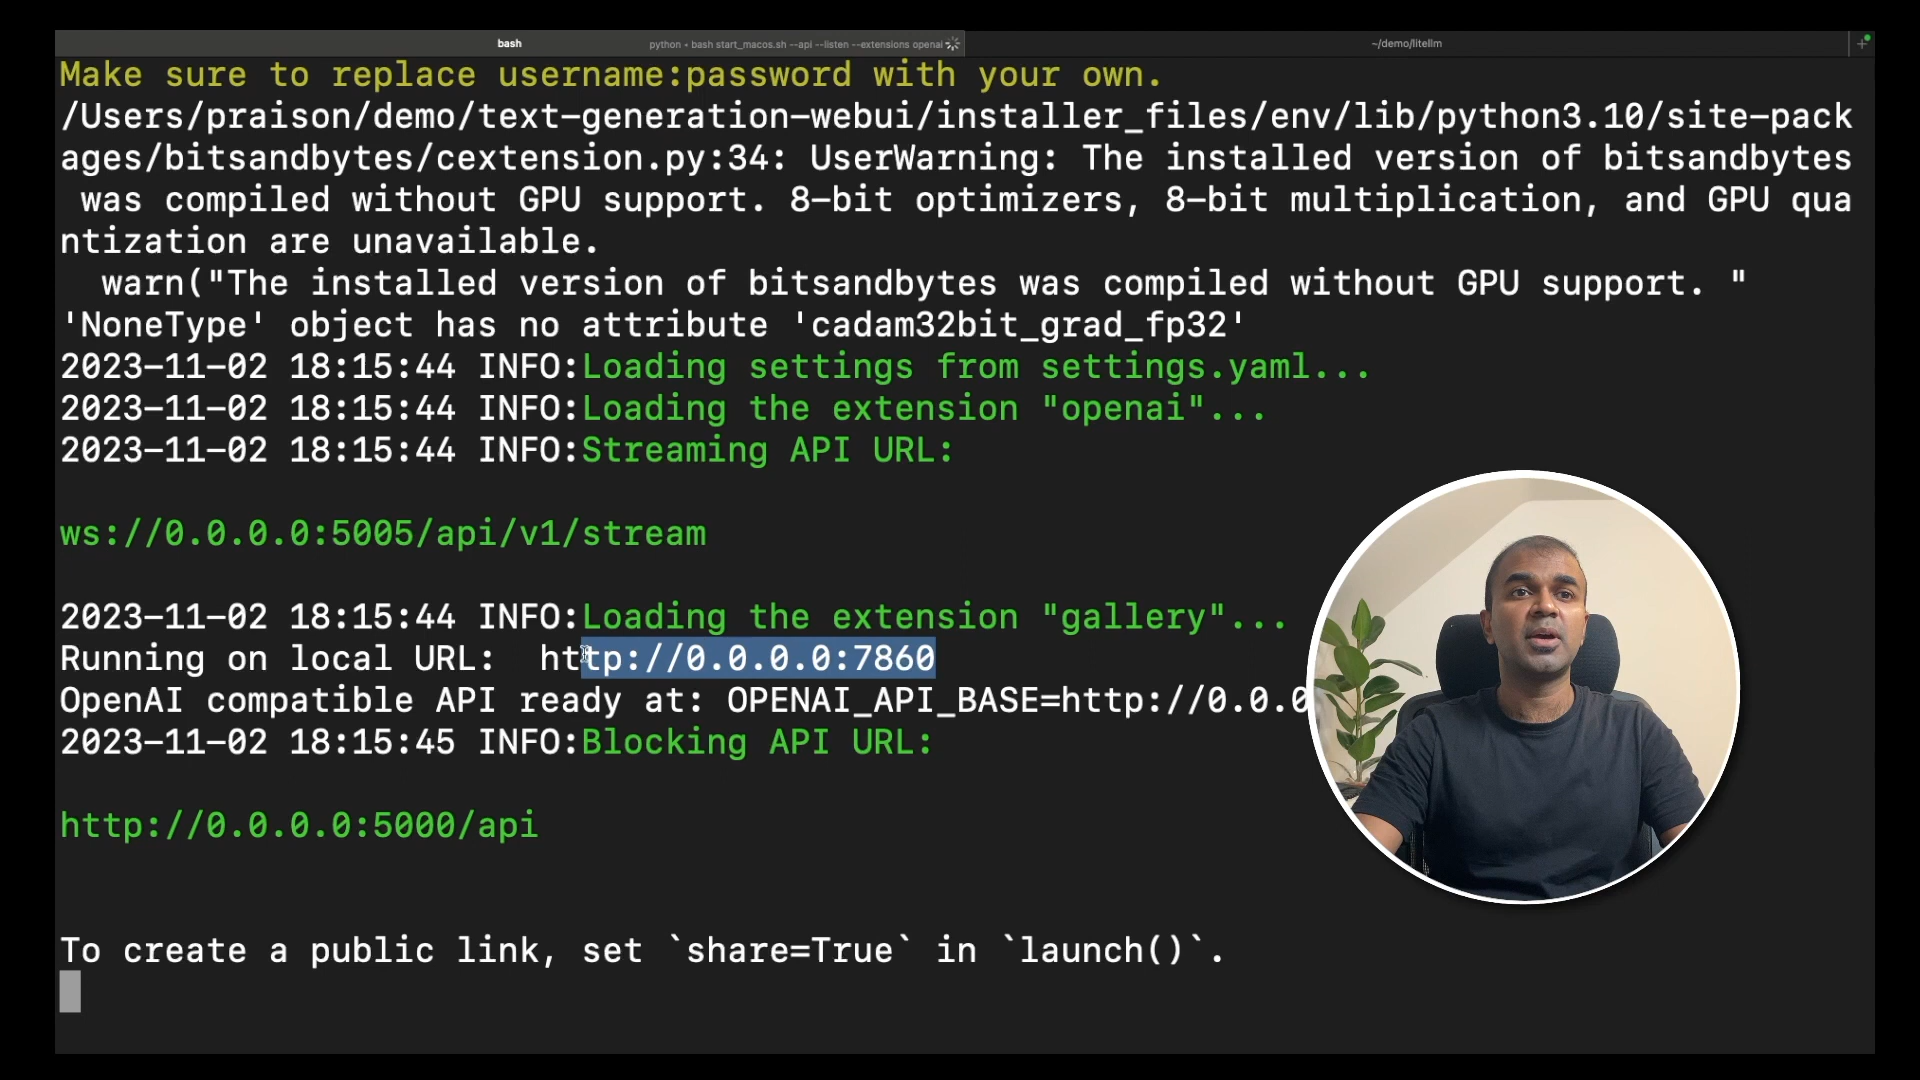 bash
python • bash start_macos.sh --api --listen --extensions openai
~/demo/litellm
Make sure to replace username:password with your own.
/Users/praison/demo/text-generation-webui/installer_files/env/lib/python3.10/site-pack
ages/bitsandbytes/cextension.py:34: UserWarning: The installed version of bitsandbytes
was compiled without GPU support. 8-bit optimizers, 8-bit multiplication, and GPU qua
ntization are unavailable.
warn("The installed version of bitsandbytes was compiled without GPU support. "
'NoneType' object has no attribute 'cadam32bit_grad_fp32'
2023-11-02 18:15:44 INFO:Loading settings from settings.yaml...
2023-11-02 18:15:44 INFO:Loading the extension "openai"...
2023-11-02 18:15:44 INFO:Streaming API URL:
ws://0.0.0.0:5005/api/v1/stream
2023-11-02 18:15:44 INFO:Loading the extension "gallery"...
Running on local URL:  http://0.0.0.0:7860
OpenAI compatible API ready at: OPENAI_API_BASE=http://0.0.0
2023-11-02 18:15:45 INFO:Blocking API URL:
http://0.0.0.0:5000/api
To create a public link, set `share=True` in `launch()`.